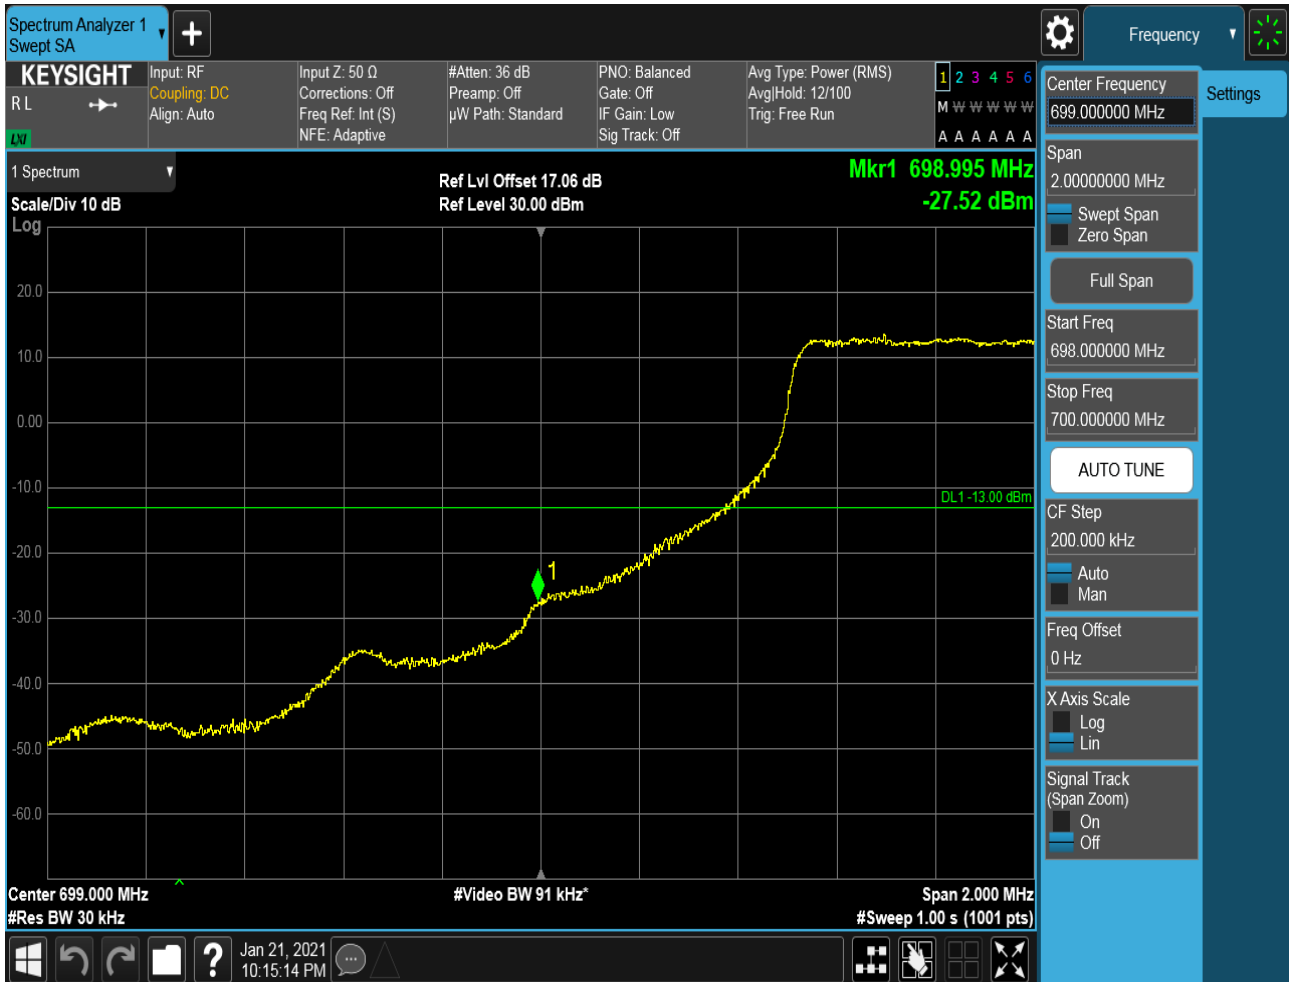 Spectrum Analyzer 1
Swept SA
Frequency
KEYSIGHT
R L
LXI
Input: RF
Coupling: DC
Align: Auto
Input Z: 50 Ω
Corrections: Off
Freq Ref: Int (S)
NFE: Adaptive
#Atten: 36 dB
Preamp: Off
µW Path: Standard
PNO: Balanced
Gate: Off
IF Gain: Low
Sig Track: Off
Avg Type: Power (RMS)
Avg|Hold: 12/100
Trig: Free Run
1 2 3 4 5 6
M W W W W W
A A A A A A
1 Spectrum
Scale/Div 10 dB
Log
Ref Lvl Offset 17.06 dB
Ref Level 30.00 dBm
Mkr1 698.995 MHz
-27.52 dBm
20.0
10.0
0.00
-10.0
-20.0
-30.0
-40.0
-50.0
-60.0
DL1 -13.00 dBm
1
Center 699.000 MHz
#Res BW 30 kHz
#Video BW 91 kHz*
Span 2.000 MHz
#Sweep 1.00 s (1001 pts)
Center Frequency
699.000000 MHz
Settings
Span
2.00000000 MHz
Swept Span
Zero Span
Full Span
Start Freq
698.000000 MHz
Stop Freq
700.000000 MHz
AUTO TUNE
CF Step
200.000 kHz
Auto
Man
Freq Offset
0 Hz
X Axis Scale
Log
Lin
Signal Track
(Span Zoom)
On
Off
?
Jan 21, 2021
10:15:14 PM